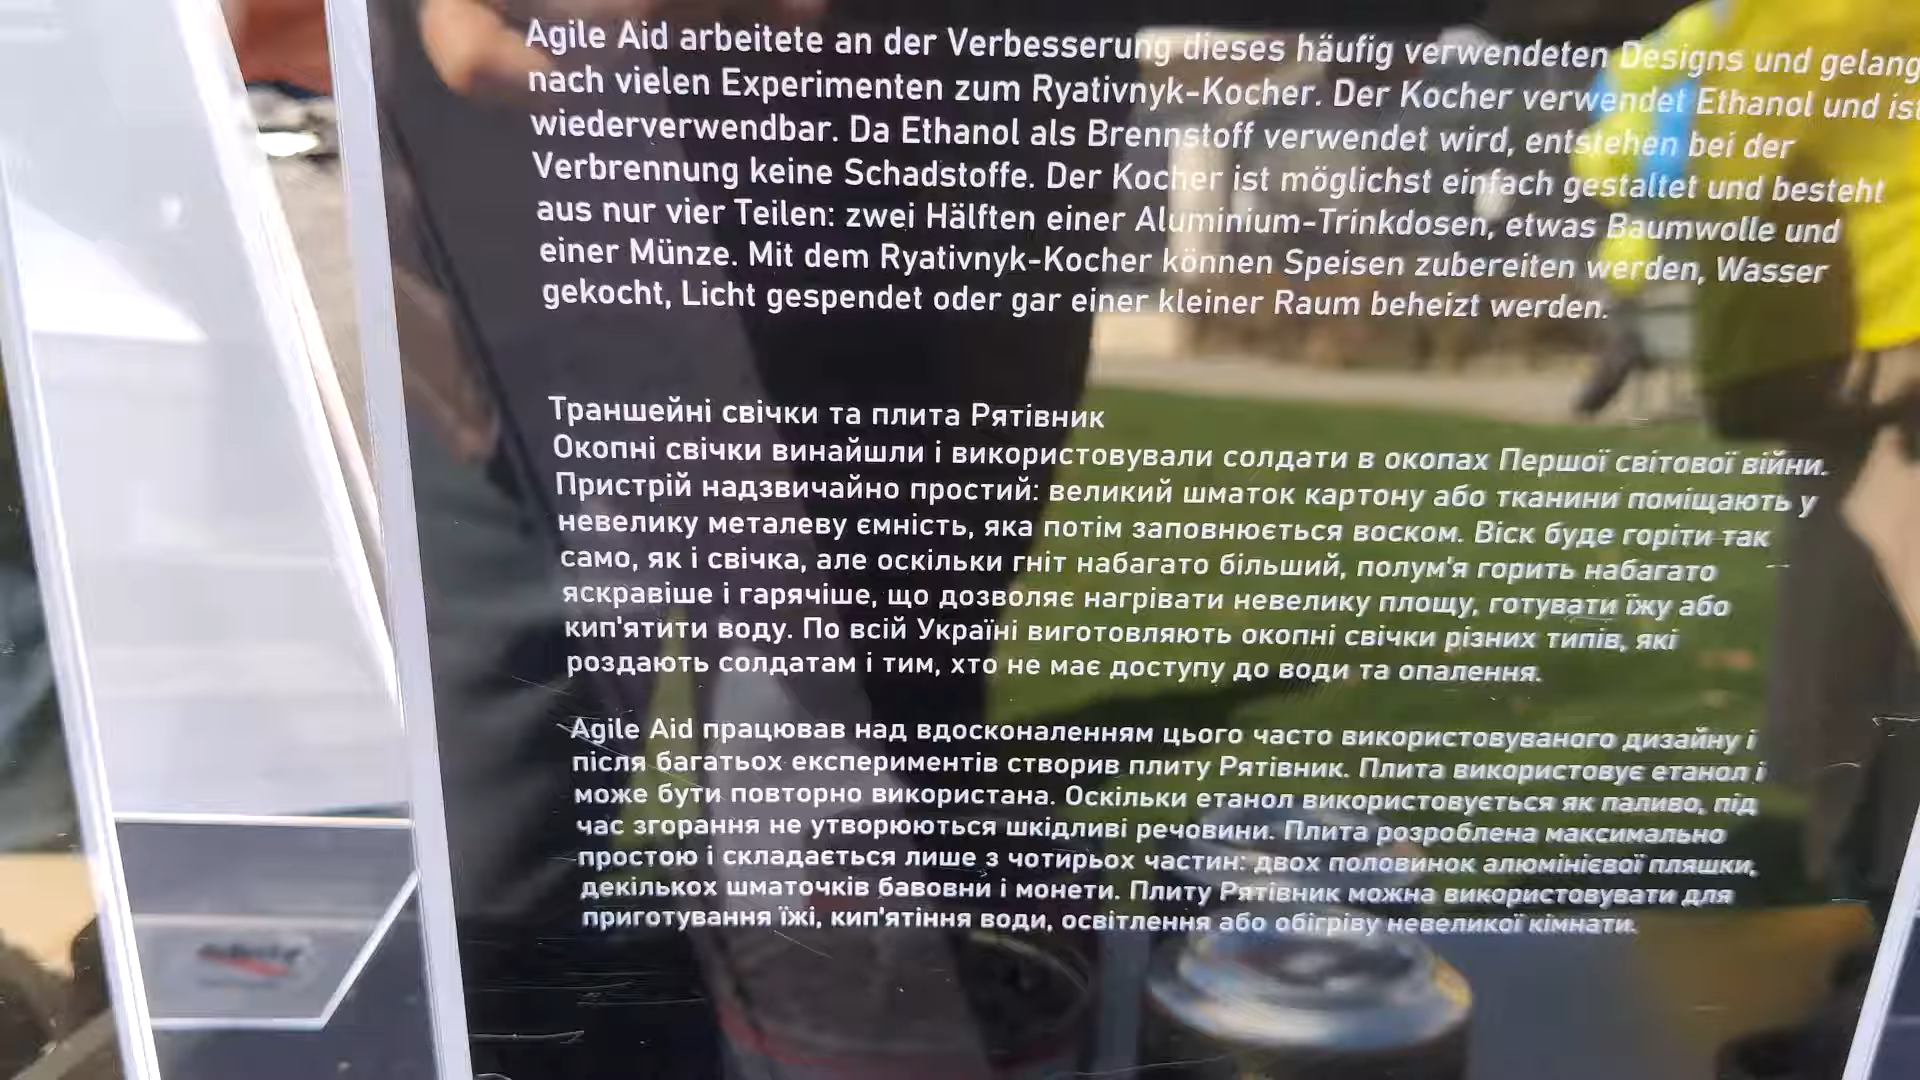 Agile Aid arbeitete an der Verbesserung dieses häufig verwendeten Designs und gelang
nach vielen Experimenten zum Ryativnyk-Kocher. Der Kocher verwendet Ethanol und ist
wiederverwendbar. Da Ethanol als Brennstoff verwendet wird, entstehen bei der
Verbrennung keine Schadstoffe. Der Kocher ist möglichst einfach gestaltet und besteht
aus nur vier Teilen: zwei Hälften einer Aluminium-Trinkdosen, etwas Baumwolle und
einer Münze. Mit dem Ryativnyk-Kocher können Speisen zubereiten werden, Wasser
gekocht, Licht gespendet oder gar einer kleiner Raum beheizt werden.
Траншейні свічки та плита Рятівник
Окопні свічки винайшли і використовували солдати в окопах Першої світової війни.
Пристрій надзвичайно простий: великий шматок картону або тканини поміщають у
невелику металеву ємність, яка потім заповнюється воском. Віск буде горіти так
само, як і свічка, але оскільки гніт набагато більший, полум'я горить набагато
яскравіше і гарячіше, що дозволяє нагрівати невелику площу, готувати їжу або
кип'ятити воду. По всій Україні виготовляють окопні свічки різних типів, які
роздають солдатам і тим, хто не має доступу до води та опалення.
Agile Aid працював над вдосконаленням цього часто використовуваного дизайну і
після багатьох експериментів створив плиту Рятівник. Плита використовує етанол і
може бути повторно використана. Оскільки етанол використовується як паливо, під
час згорання не утворюються шкідливі речовини. Плита розроблена максимально
простою і складається лише з чотирьох частин: двох половинок алюмінієвої пляшки,
декількох шматочків бавовни і монети. Плиту Рятівник можна використовувати для
приготування їжі, кип'ятіння води, освітлення або обігріву невеликої кімнати.